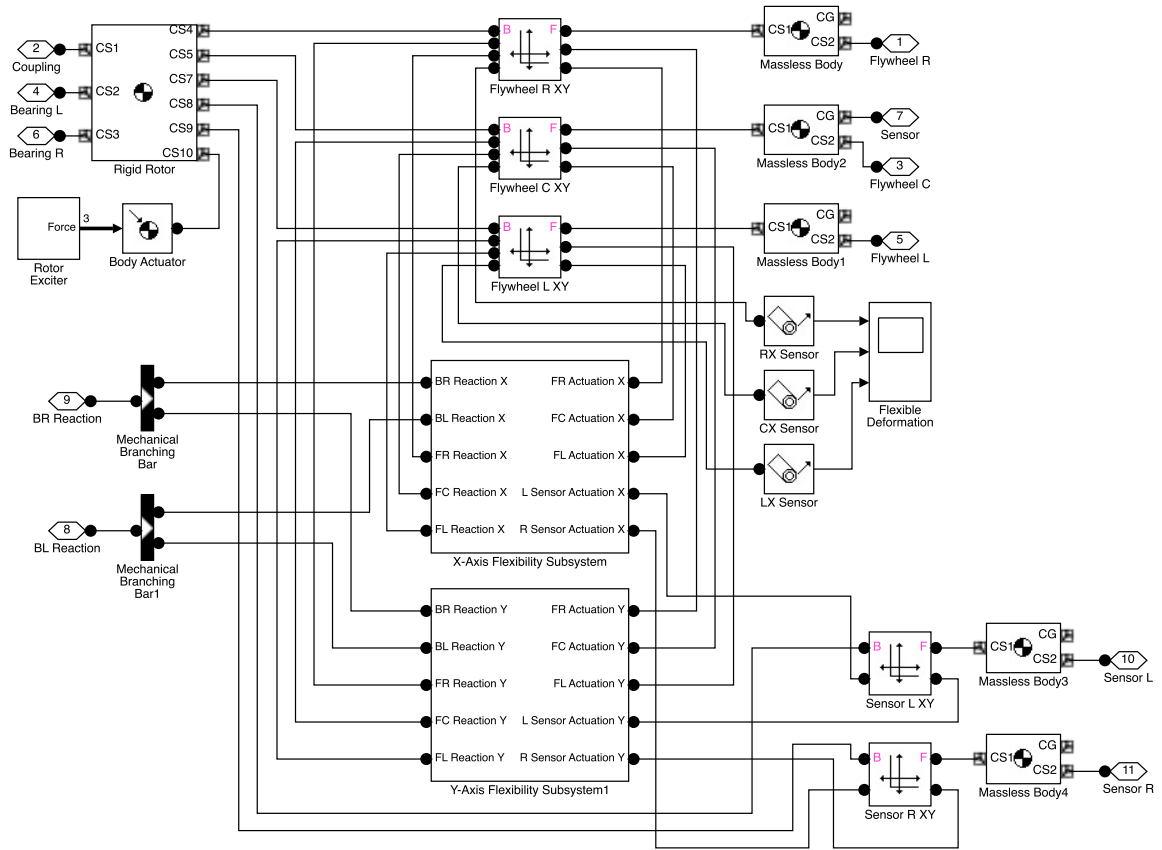 2
Coupling
4
Bearing L
6
Bearing R
CS1
CS2
CS3
CS4
CS5
CS7
CS8
CS9
CS10
Rigid Rotor
Force
3
Rotor
Exciter
Body Actuator
B F
Flywheel R XY
B F
Flywheel C XY
B F
Flywheel L XY
CS1
CG
CS2
Massless Body
1
Flywheel R
CS1
CG
CS2
Massless Body2
7
Sensor
3
Flywheel C
CS1
CG
CS2
Massless Body1
5
Flywheel L
RX Sensor
CX Sensor
LX Sensor
Flexible
Deformation
9
BR Reaction
Mechanical
Branching
Bar
8
BL Reaction
Mechanical
Branching
Bar1
BR Reaction X FR Actuation X
BL Reaction X FC Actuation X
FR Reaction X FL Actuation X
FC Reaction X L Sensor Actuation X
FL Reaction X R Sensor Actuation X
X-Axis Flexibility Subsystem
BR Reaction Y FR Actuation Y
BL Reaction Y FC Actuation Y
FR Reaction Y FL Actuation Y
FC Reaction Y L Sensor Actuation Y
FL Reaction Y R Sensor Actuation Y
Y-Axis Flexibility Subsystem1
B F
Sensor L XY
CS1
CG
CS2
Massless Body3
10
Sensor L
B F
Sensor R XY
CS1
CG
CS2
Massless Body4
11
Sensor R